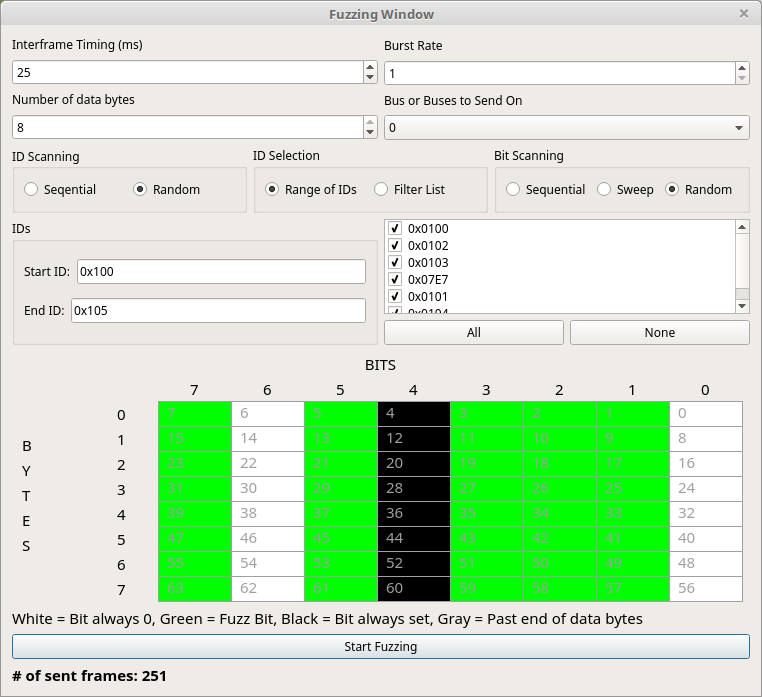 Fuzzing Window
Interframe Timing (ms)
Burst Rate
25
1
Number of data bytes
Bus or Buses to Send On
8
0
ID Scanning
ID Selection
Bit Scanning
Seqential
Random
Range of IDs
Filter List
Sequential
Sweep
Random
IDs
Start ID:
0x100
End ID:
0x105
0x0100
0x0102
0x0103
0x07E7
0x0101
0x0104
All
None
BITS
7 6 5 4 3 2 1 0
BYTES
0 7 6 5 4 3 2 1 0
1 15 14 13 12 11 10 9 8
2 23 22 21 20 19 18 17 16
3 31 30 29 28 27 26 25 24
4 39 38 37 36 35 34 33 32
5 47 46 45 44 43 42 41 40
6 55 54 53 52 51 50 49 48
7 63 62 61 60 59 58 57 56
White = Bit always 0, Green = Fuzz Bit, Black = Bit always set, Gray = Past end of data bytes
Start Fuzzing
# of sent frames: 251